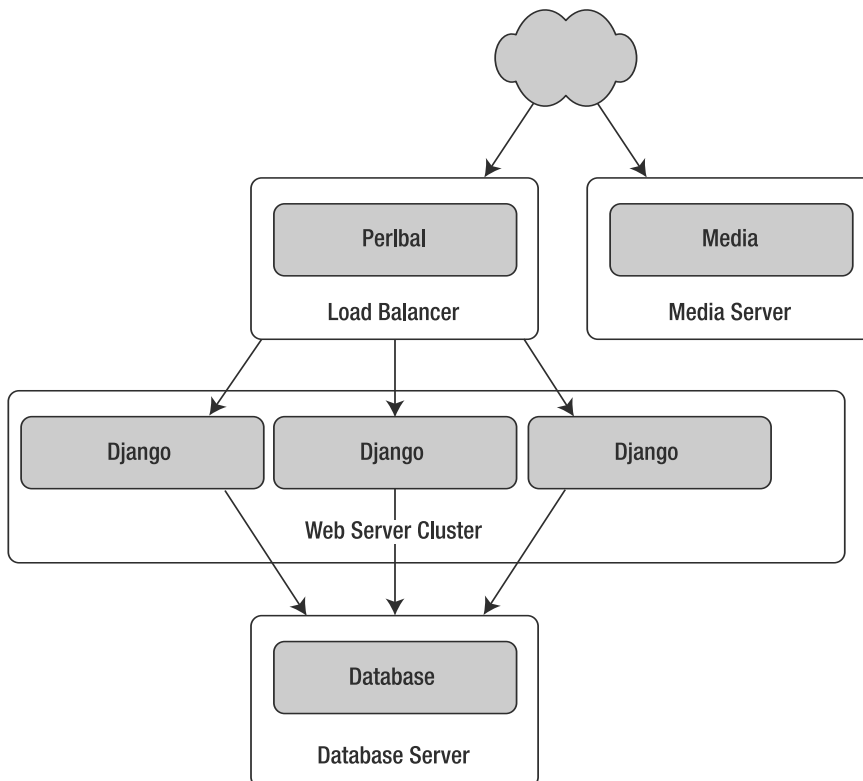 Perlbal
Media
Load Balancer
Media Server
Django
Django
Django
Web Server Cluster
Database
Database Server